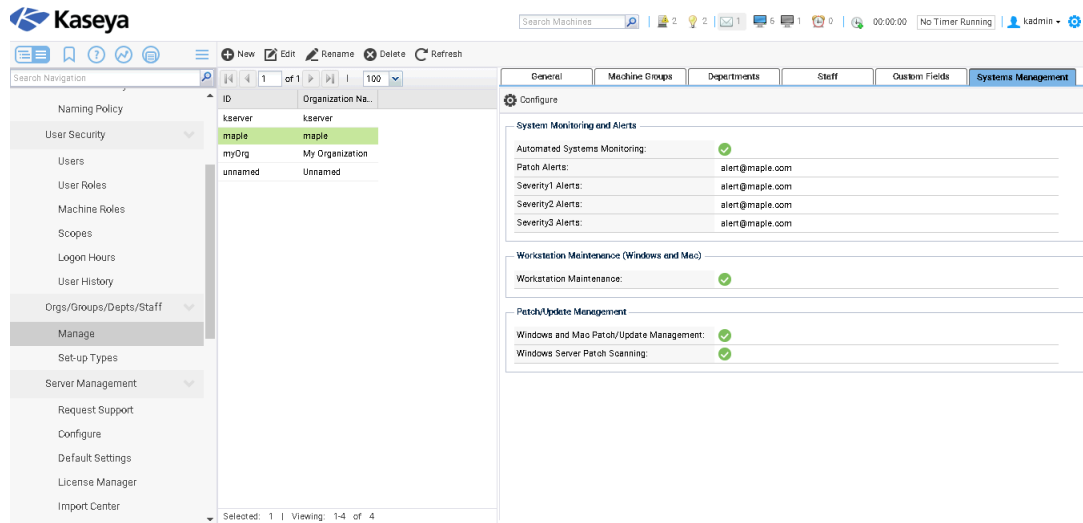 Kaseya
Search Machines
2
2
1
6
1
0
00:00:00
No Timer Running
kadmin
New
Edit
Rename
Delete
Refresh
Search Navigation
1 of 1
100
General
Machine Groups
Departments
Staff
Custom Fields
Systems Management
Naming Policy
User Security
Users
User Roles
Machine Roles
Scopes
Logon Hours
User History
Orgs/Groups/Depts/Staff
Manage
Set-up Types
Server Management
Request Support
Configure
Default Settings
License Manager
Import Center
ID Organization Na...
kserver kserver
maple maple
myOrg My Organization
unnamed Unnamed
Selected: 1 | Viewing: 1-4 of 4
Configure
System Monitoring and Alerts
Automated Systems Monitoring:
Patch Alerts: alert@maple.com
Severity1 Alerts: alert@maple.com
Severity2 Alerts: alert@maple.com
Severity3 Alerts: alert@maple.com
Workstation Maintenance (Windows and Mac)
Workstation Maintenance:
Patch/Update Management
Windows and Mac Patch/Update Management:
Windows Server Patch Scanning: